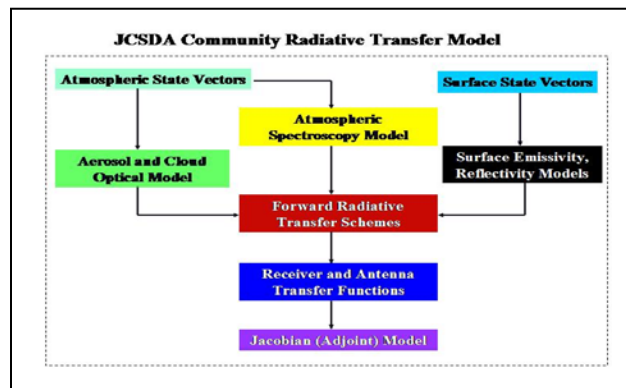 JCSDA Community Radiative Transfer Model
Atmospheric State Vectors
Surface State Vectors
Atmospheric
Spectroscopy Model
Aerosol and Cloud
Optical Model
Surface Emissivity,
Reflectivity Models
Forward Radiative
Transfer Schemes
Receiver and Antenna
Transfer Functions
Jacobian (Adjoint) Model